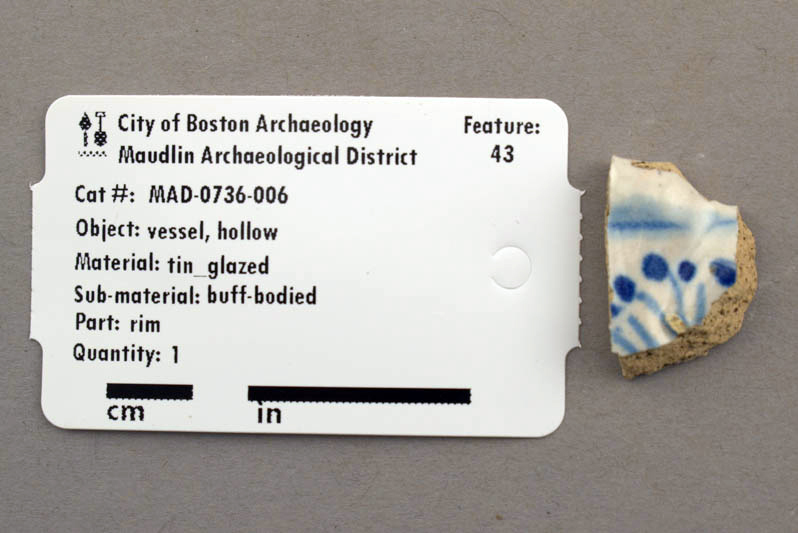 City of Boston Archaeology
Maudlin Archaeological District
Feature:
43
Cat #: MAD-0736-006
Object: vessel, hollow
Material: tin_glazed
Sub-material: buff-bodied
Part: rim
Quantity: 1
cm
in